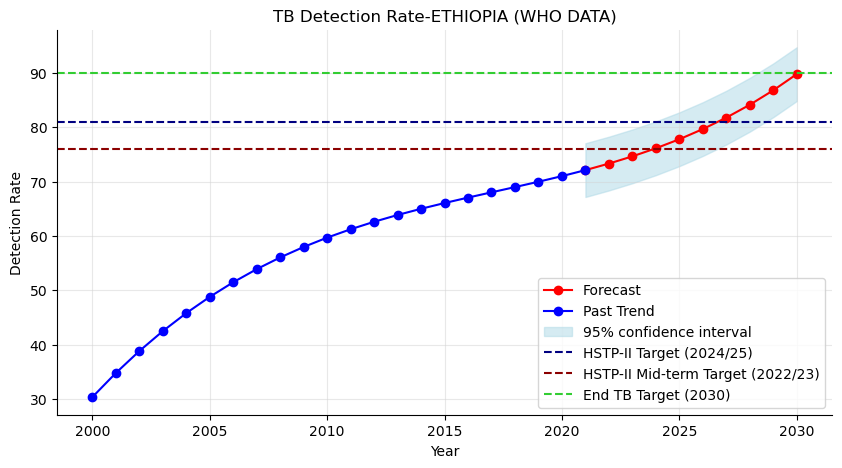 TB Detection Rate-ETHIOPIA (WHO DATA)
90
80
70
60
50
40
30
Detection Rate
Forecast
Past Trend
95% confidence interval
HSTP-II Target (2024/25)
HSTP-II Mid-term Target (2022/23)
End TB Target (2030)
2000 2005 2010 2015 2020 2025 2030
Year